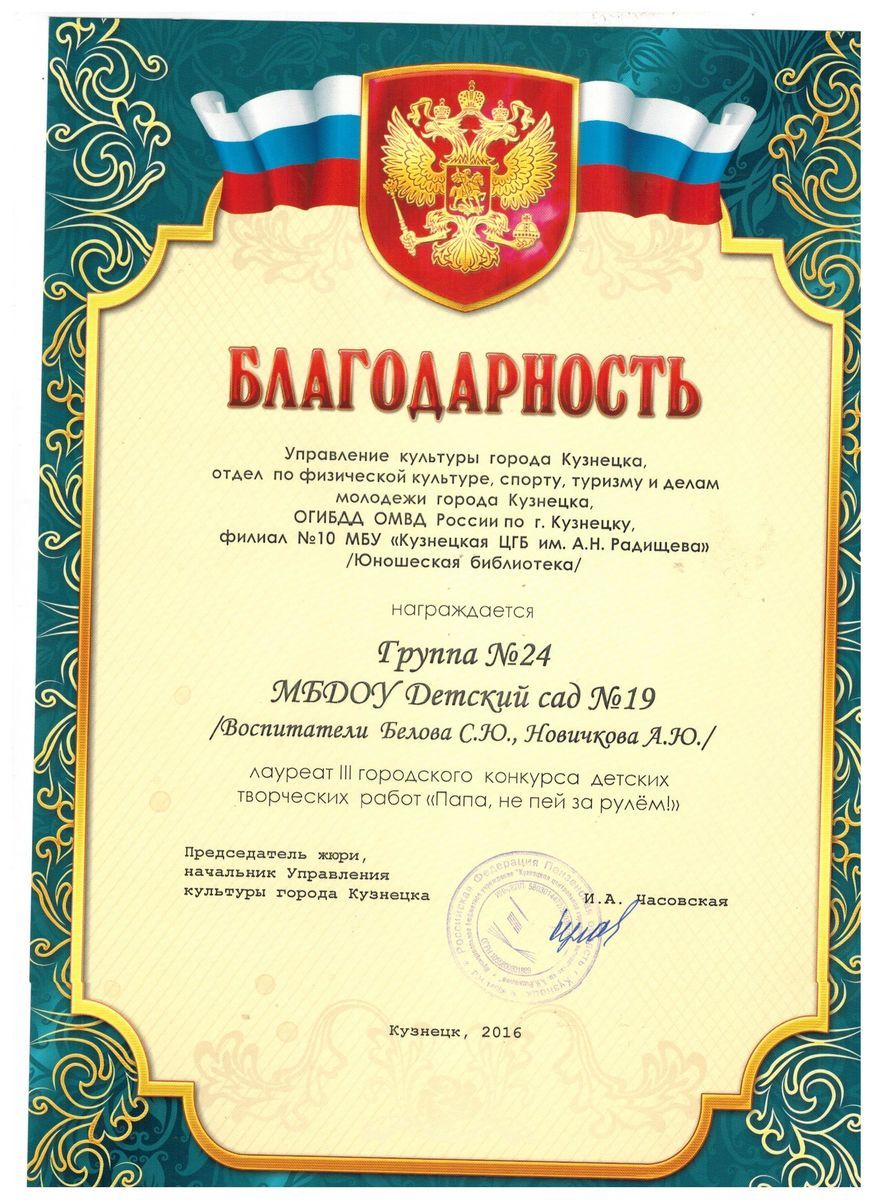 БЛАГОДАРНОСТЬ
Управление культуры города Кузнецка,
отдел по физической культуре, спорту, туризму и делам
молодежи города Кузнецка,
ОГИБДД ОМВД России по г. Кузнецку,
филиал №10 МБУ «Кузнецкая ЦГБ им. А.Н. Радищева»
/Юношеская библиотека/
награждается
Группа №24
МБДОУ Детский сад №19
/Воспитатели Белова С.Ю., Новичкова А.Ю./
лауреат III городского конкурса детских
творческих работ «Папа, не пей за рулём!»
Председатель жюри,
начальник Управления
культуры города Кузнецка
И.А. Часовская
Российская Федерация
Кузнецк, 2016